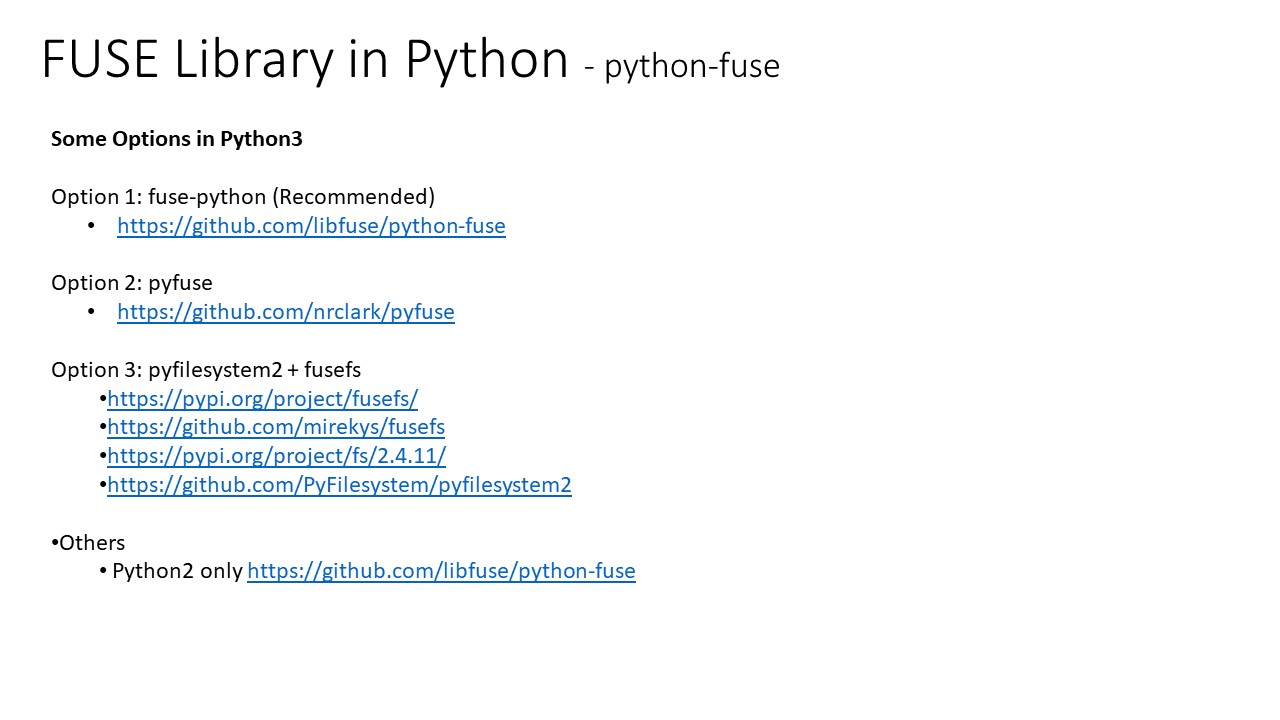 FUSE Library in Python - python-fuse
Some Options in Python3
Option 1: fuse-python (Recommended)
• https://github.com/libfuse/python-fuse
Option 2: pyfuse
• https://github.com/nrclark/pyfuse
Option 3: pyfilesystem2 + fusefs
•https://pypi.org/project/fusefs/
•https://github.com/mirekys/fusefs
•https://pypi.org/project/fs/2.4.11/
•https://github.com/PyFilesystem/pyfilesystem2
•Others
• Python2 only https://github.com/libfuse/python-fuse